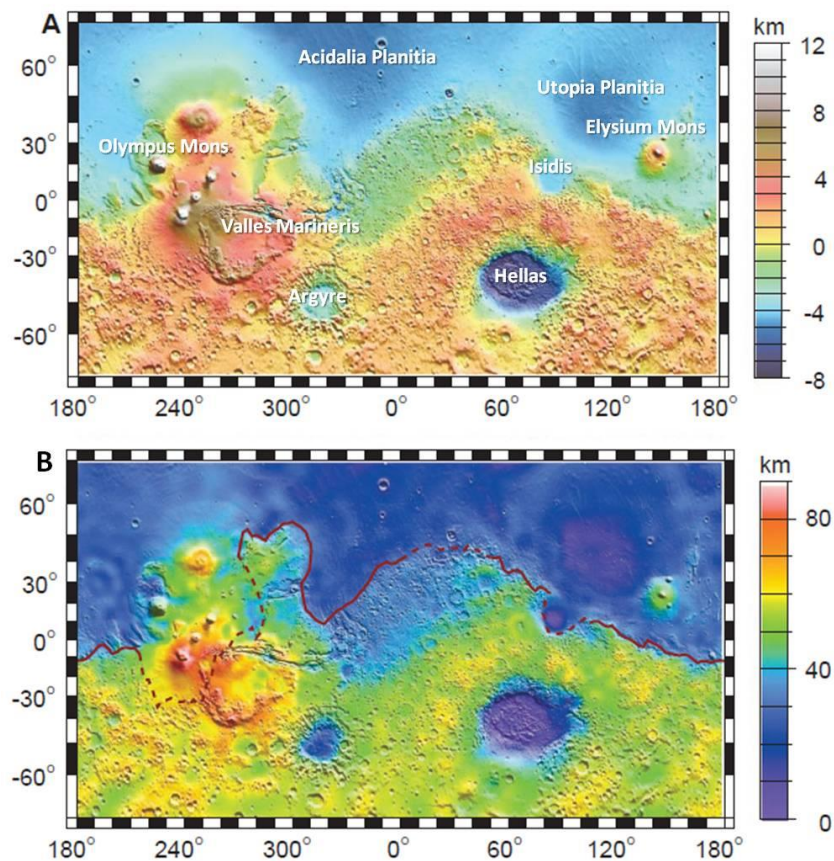 A
km
Acidalia Planitia
Utopia Planitia
Elysium Mons
Olympus Mons
Isidis
Valles Marineris
Hellas
Argyre
60°
30°
0°
-30°
-60°
12
8
4
0
-4
-8
180° 240° 300° 0° 60° 120° 180°
B
km
60°
30°
0°
-30°
-60°
80
40
0
180° 240° 300° 0° 60° 120° 180°